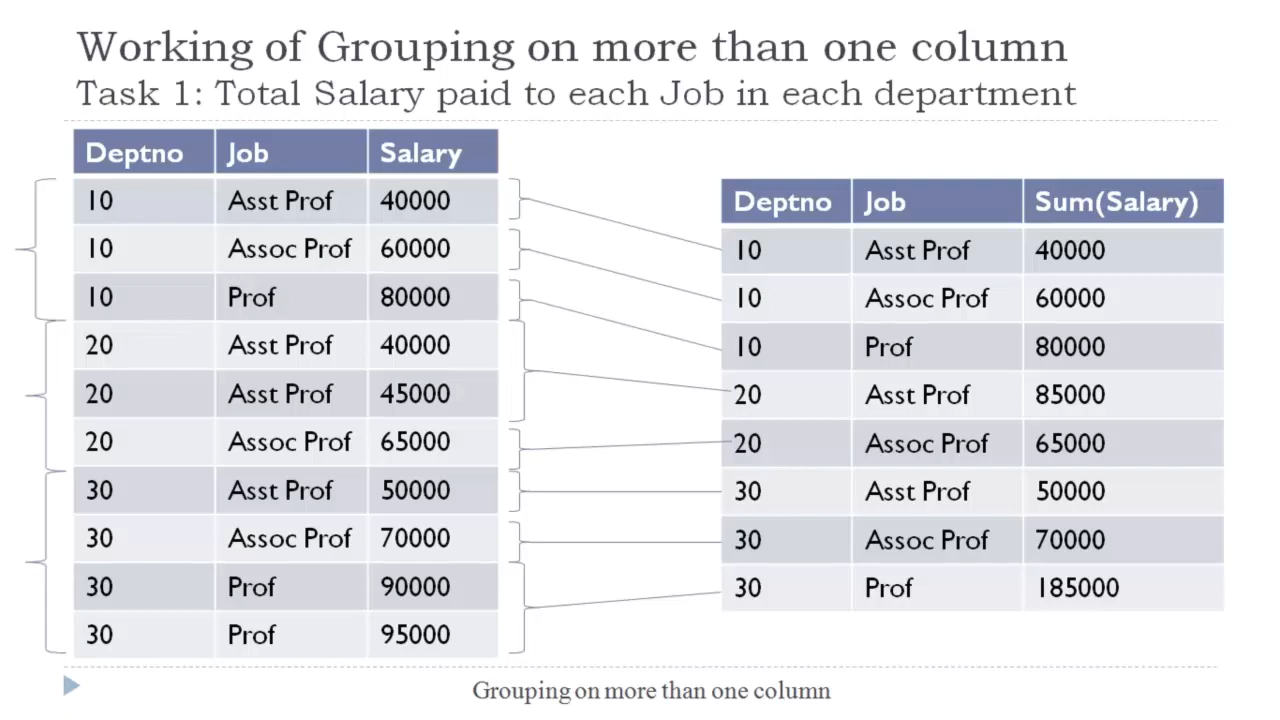 Working of Grouping on more than one column
Task 1: Total Salary paid to each Job in each department
Deptno Job Salary
10 Asst Prof 40000
10 Assoc Prof 60000
10 Prof 80000
20 Asst Prof 40000
20 Asst Prof 45000
20 Assoc Prof 65000
30 Asst Prof 50000
30 Assoc Prof 70000
30 Prof 90000
30 Prof 95000
Deptno Job Sum(Salary)
10 Asst Prof 40000
10 Assoc Prof 60000
10 Prof 80000
20 Asst Prof 85000
20 Assoc Prof 65000
30 Asst Prof 50000
30 Assoc Prof 70000
30 Prof 185000
Grouping on more than one column